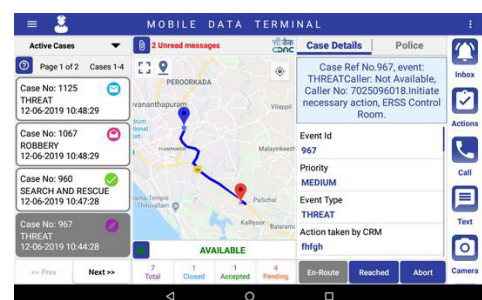 MOBILE DATA TERMINAL
Active Cases
2 Unread messages
सी डैक
CDAC
Case Details
Police
Page 1 of 2 Cases 1-4
Case No: 1125
THREAT
12-06-2019 10:48:29
Case No: 1067
ROBBERY
12-06-2019 10:48:29
Case No: 960
SEARCH AND RESCUE
12-06-2019 10:47:28
Case No: 967
THREAT
12-06-2019 10:44:28
<< Prev
Next >>
PEROORKADA
vananthapuram
Vilappil
Malayinkeezh
Pallichal
Kalliyoor
Balaram
AVAILABLE
7
Total
1
Closed
1
Accepted
4
Pending
Case Ref No.967, event:
THREATCaller: Not Available,
Caller No: 7025096018.Initiate
necessary action, ERSS Control
Room.
Event Id
967
Priority
MEDIUM
Event Type
THREAT
Action taken by CRM
fhfgh
En-Route
Reached
Abort
Inbox
Actions
Call
Text
Camera